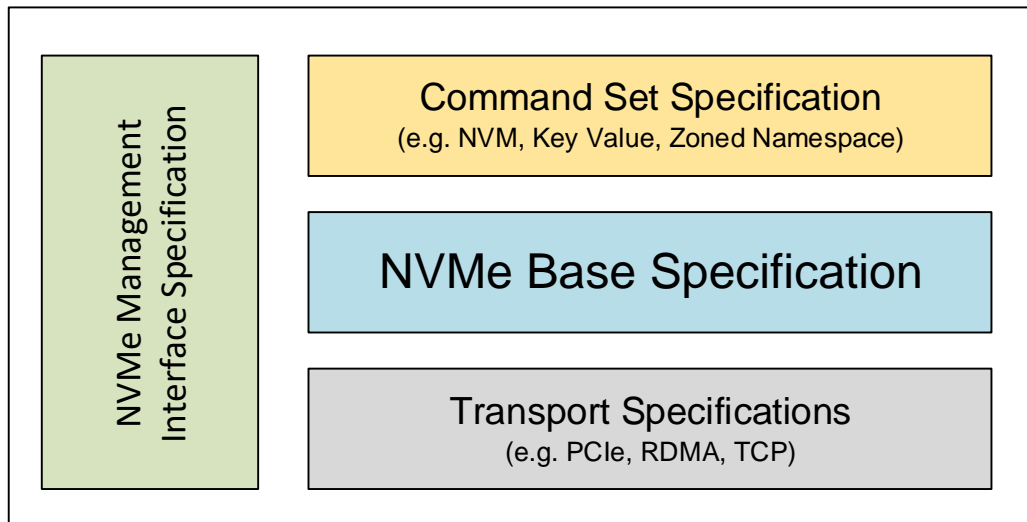 NVMe Management
Interface Specification
Command Set Specification
(e.g. NVM, Key Value, Zoned Namespace)
NVMe Base Specification
Transport Specifications
(e.g. PCIe, RDMA, TCP)